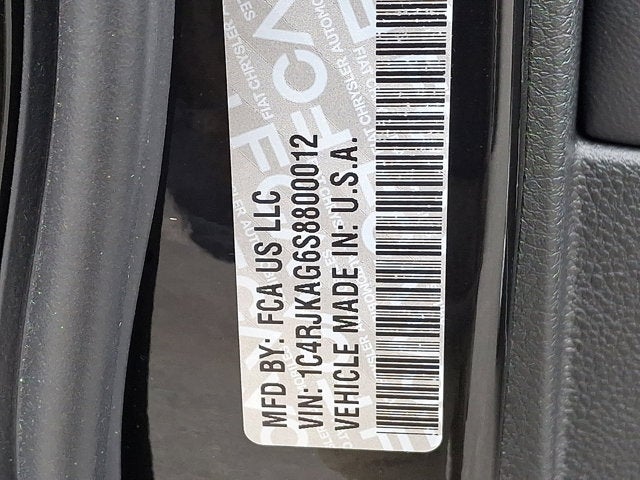 MFD BY: FCA US LLC
VIN: 1C4RJKAG6S8800012
VEHICLE MADE IN: U.S.A.